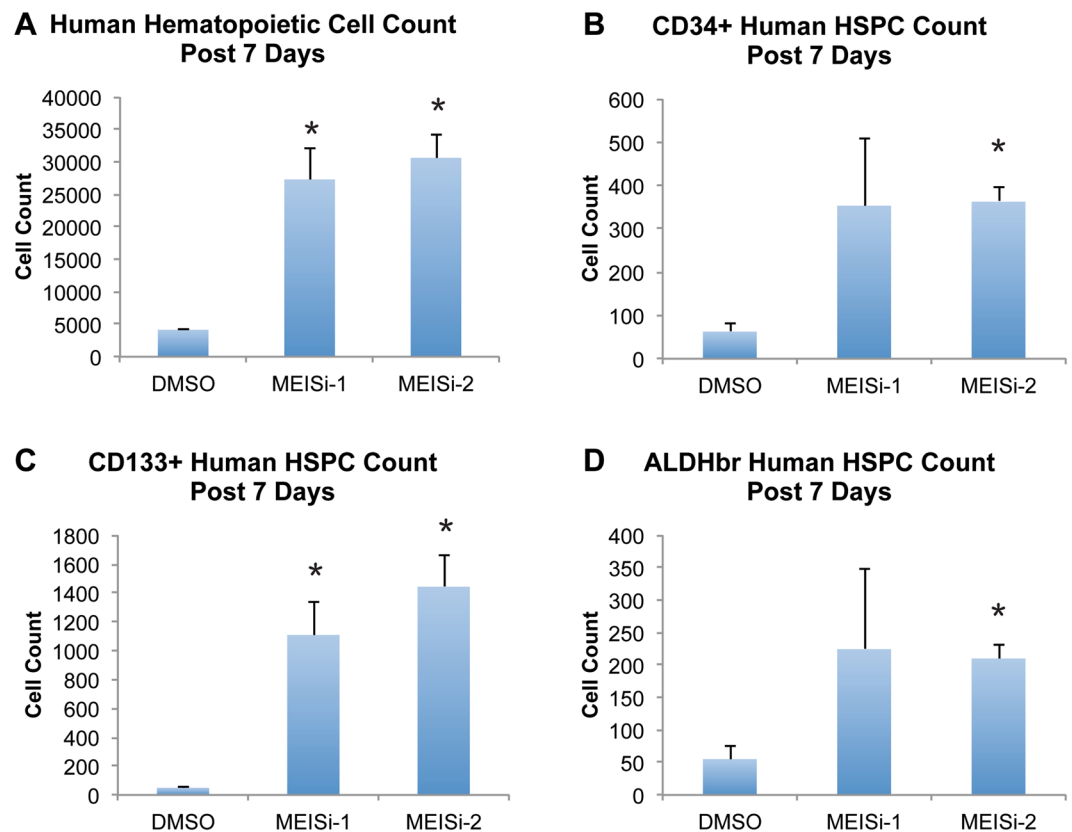 A Human Hematopoietic Cell Count
Post 7 Days
Cell Count
40000
35000
30000
25000
20000
15000
10000
5000
0
*
*
DMSO MEISi-1 MEISi-2
B CD34+ Human HSPC Count
Post 7 Days
Cell Count
600
500
400
300
200
100
0
*
DMSO MEISi-1 MEISi-2
C CD133+ Human HSPC Count
Post 7 Days
Cell Count
1800
1600
1400
1200
1000
800
600
400
200
0
*
*
DMSO MEISi-1 MEISi-2
D ALDHbr Human HSPC Count
Post 7 Days
Cell Count
400
350
300
250
200
150
100
50
0
*
DMSO MEISi-1 MEISi-2